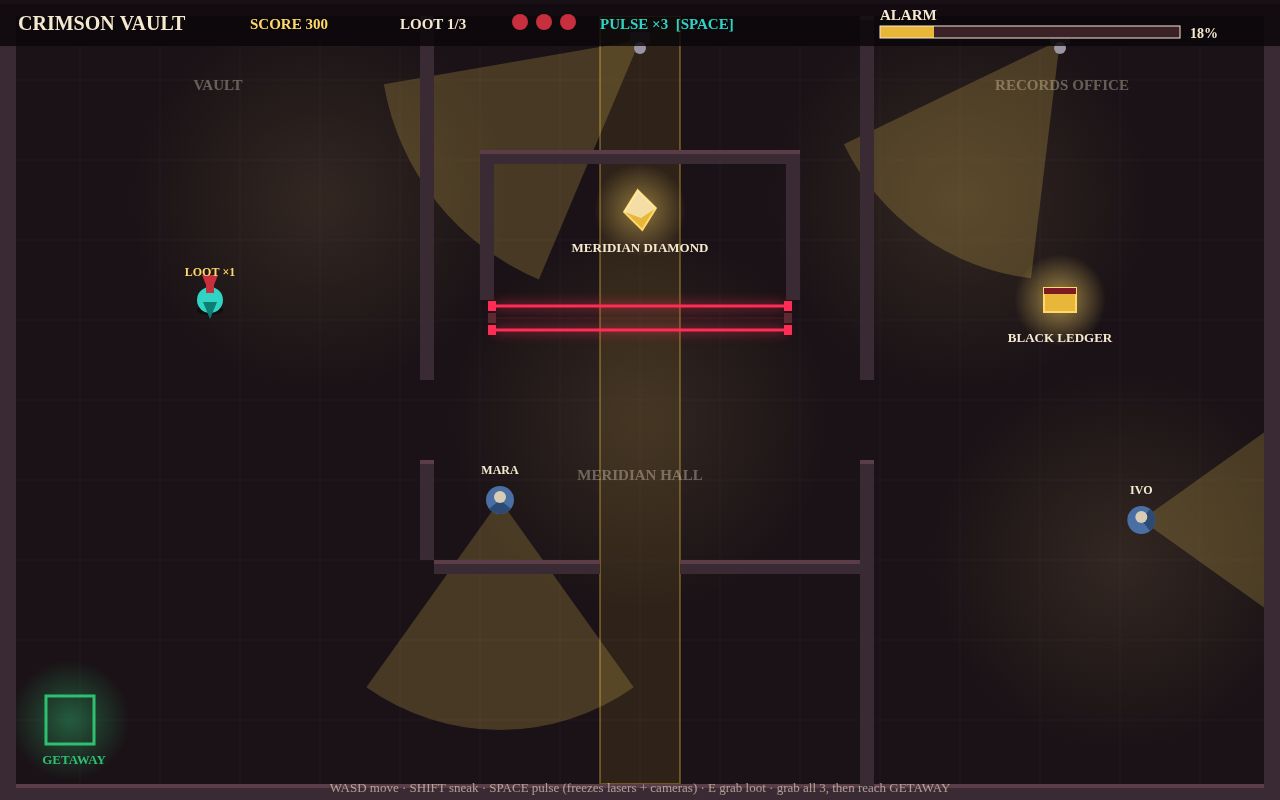 CRIMSON VAULT
SCORE 300
LOOT 1/3
PULSE ×3 [SPACE]
ALARM
18%
VAULT
RECORDS OFFICE
MERIDIAN DIAMOND
LOOT ×1
BLACK LEDGER
MARA
MERIDIAN HALL
IVO
GETAWAY
WASD move · SHIFT sneak · SPACE pulse (freezes lasers + cameras) · E grab loot · grab all 3, then reach GETAWAY